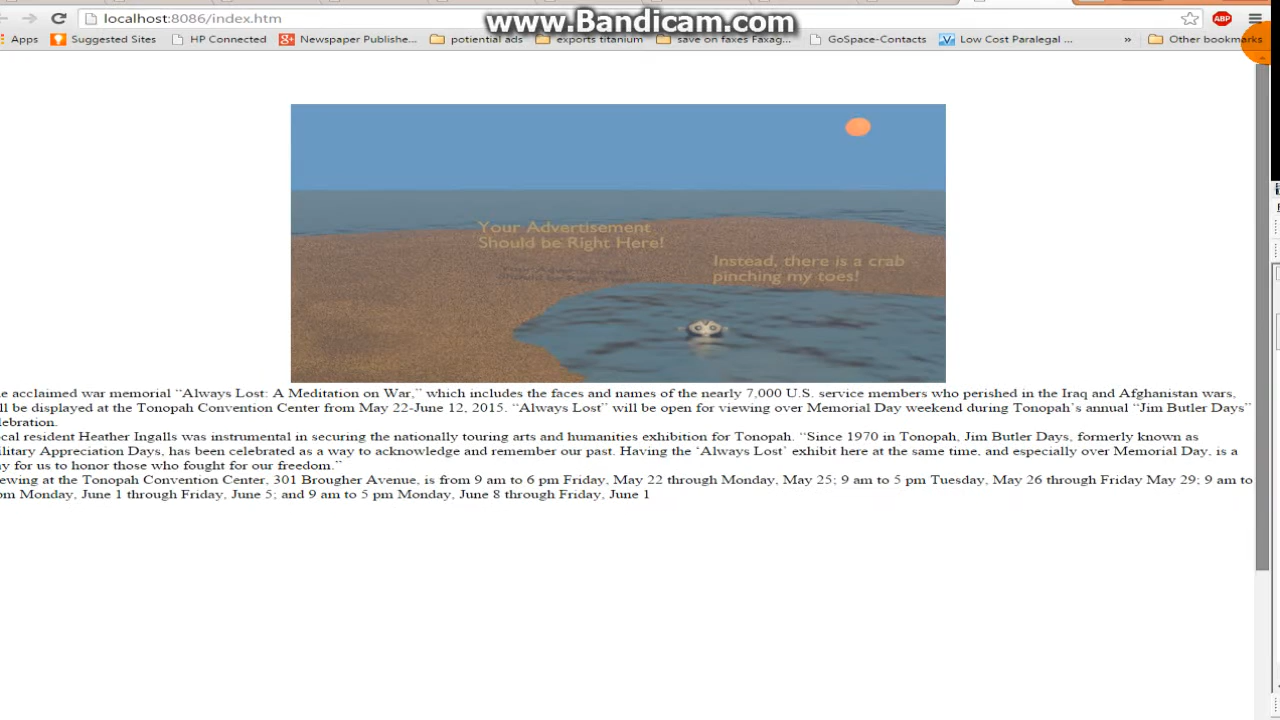 localhost:8086/index.htm
www.Bandicam.com
ABP
Apps Suggested Sites HP Connected Newspaper Publishe... potiential ads exports titanium save on faxes Faxag... GoSpace-Contacts Low Cost Paralegal ... » Other bookmarks
Your Advertisement
Should be Right Here!
Instead, there is a crab
pinching my toes!
e acclaimed war memorial “Always Lost: A Meditation on War,” which includes the faces and names of the nearly 7,000 U.S. service members who perished in the Iraq and Afghanistan wars,
ll be displayed at the Tonopah Convention Center from May 22-June 12, 2015. “Always Lost” will be open for viewing over Memorial Day weekend during Tonopah’s annual “Jim Butler Days”
lebration.
cal resident Heather Ingalls was instrumental in securing the nationally touring arts and humanities exhibition for Tonopah. “Since 1970 in Tonopah, Jim Butler Days, formerly known as
ilitary Appreciation Days, has been celebrated as a way to acknowledge and remember our past. Having the ‘Always Lost’ exhibit here at the same time, and especially over Memorial Day, is a
y for us to honor those who fought for our freedom.”
ewing at the Tonopah Convention Center, 301 Brougher Avenue, is from 9 am to 6 pm Friday, May 22 through Monday, May 25; 9 am to 5 pm Tuesday, May 26 through Friday May 29; 9 am to
pm Monday, June 1 through Friday, June 5; and 9 am to 5 pm Monday, June 8 through Friday, June 1